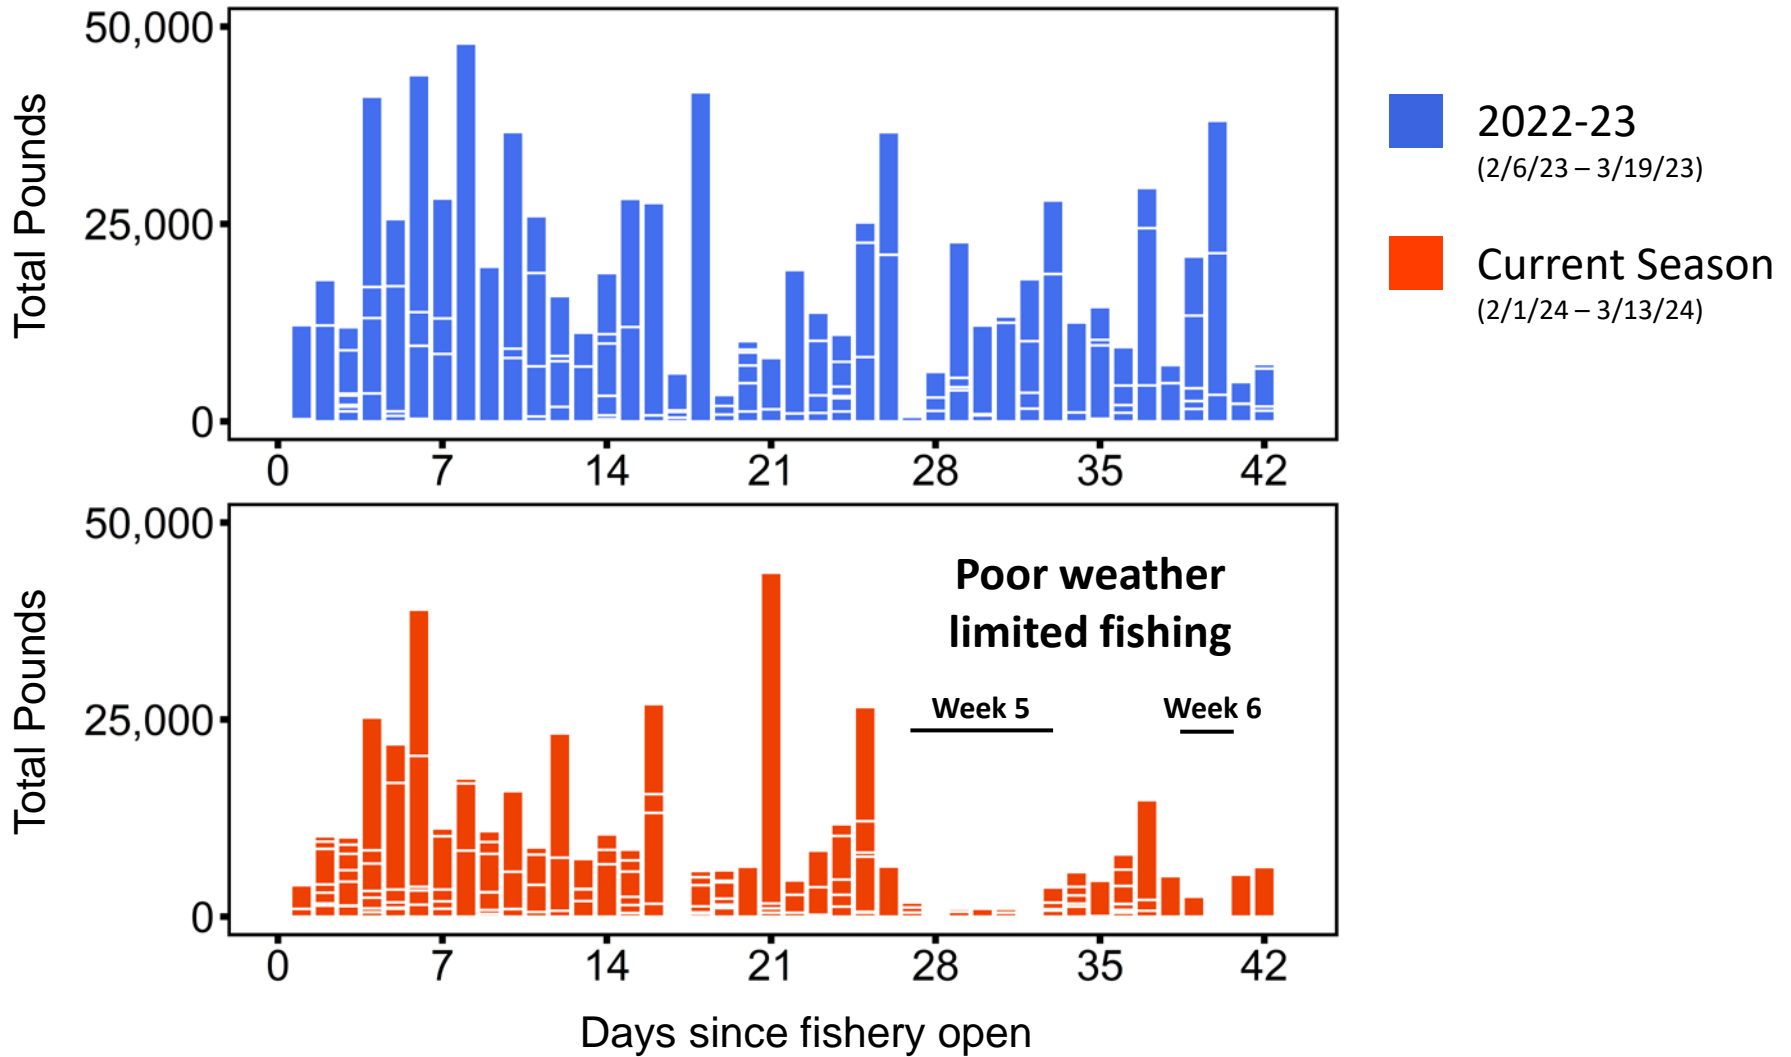 Total Pounds
50,000
25,000
0
0 7 14 21 28 35 42
2022-23
(2/6/23 – 3/19/23)
Current Season
(2/1/24 – 3/13/24)
Total Pounds
50,000
25,000
0
Poor weather
limited fishing
Week 5 Week 6
0 7 14 21 28 35 42
Days since fishery open